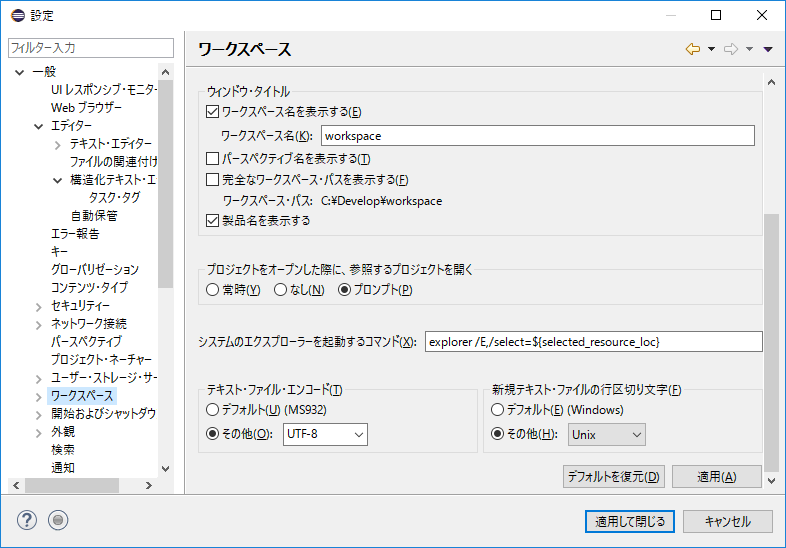 設定
フィルター入力
一般
UI レスポンシブ・モニター
Web ブラウザー
エディター
テキスト・エディター
ファイルの関連付け
構造化テキスト・エ
タスク・タグ
自動保管
エラー報告
キー
グローバリゼーション
コンテンツ・タイプ
セキュリティー
ネットワーク接続
パースペクティブ
プロジェクト・ネーチャー
ユーザー・ストレージ・サー
ワークスペース
開始およびシャットダウ
外観
検索
通知
ワークスペース
ウィンドウ・タイトル
ワークスペース名を表示する(E)
ワークスペース名(K): workspace
パースペクティブ名を表示する(T)
完全なワークスペース・パスを表示する(F)
ワークスペース・パス: C:¥Develop¥workspace
製品名を表示する
プロジェクトをオープンした際に、参照するプロジェクトを開く
常時(Y) なし(N) プロンプト(P)
システムのエクスプローラーを起動するコマンド(X): explorer /E,/select=${selected_resource_loc}
テキスト・ファイル・エンコード(T)
デフォルト(U) (MS932)
その他(O): UTF-8
新規テキスト・ファイルの行区切り文字(F)
デフォルト(E) (Windows)
その他(H): Unix
デフォルトを復元(D) 適用(A)
? 適用して閉じる キャンセル